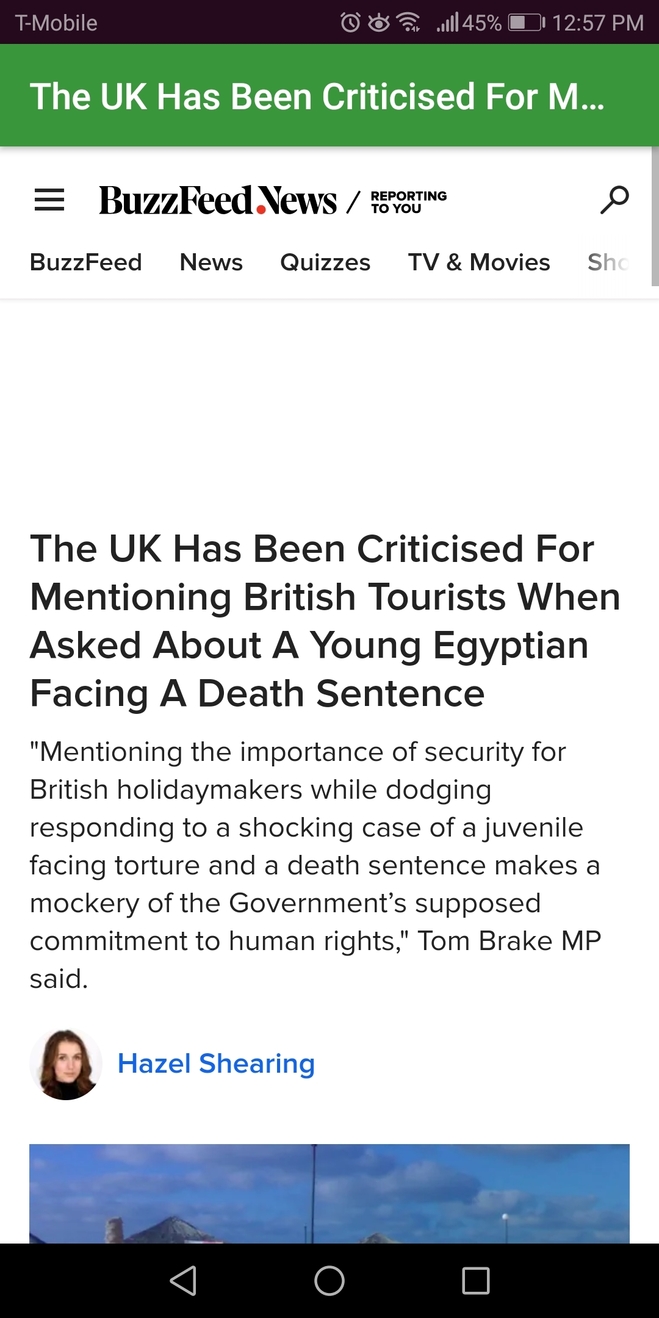 T-Mobile 45% 12:57 PM
The UK Has Been Criticised For M...
BuzzFeed News / REPORTING
TO YOU
BuzzFeed News Quizzes TV & Movies Sho
The UK Has Been Criticised For
Mentioning British Tourists When
Asked About A Young Egyptian
Facing A Death Sentence
"Mentioning the importance of security for
British holidaymakers while dodging
responding to a shocking case of a juvenile
facing torture and a death sentence makes a
mockery of the Government’s supposed
commitment to human rights," Tom Brake MP
said.
Hazel Shearing